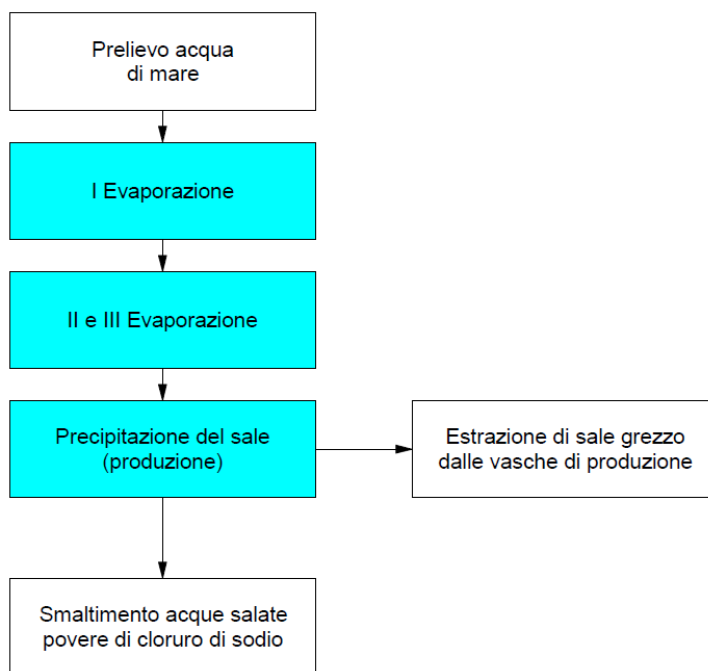 Prelievo acqua
di mare
I Evaporazione
II e III Evaporazione
Precipitazione del sale
(produzione)
Estrazione di sale grezzo
dalle vasche di produzione
Smaltimento acque salate
povere di cloruro di sodio